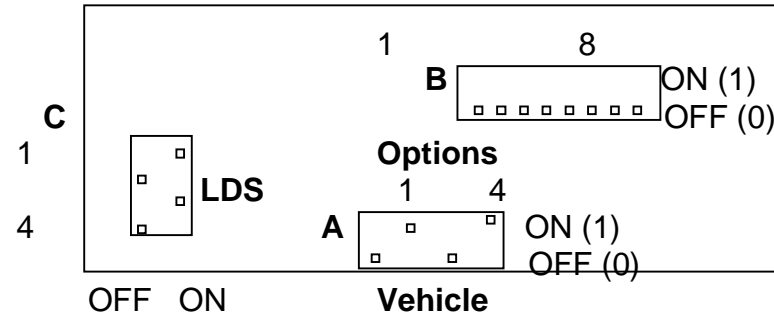 1 8
B ON (1)
C OFF (0)
1 Options
LDS 1 4
4 A ON (1)
OFF (0)
OFF ON Vehicle